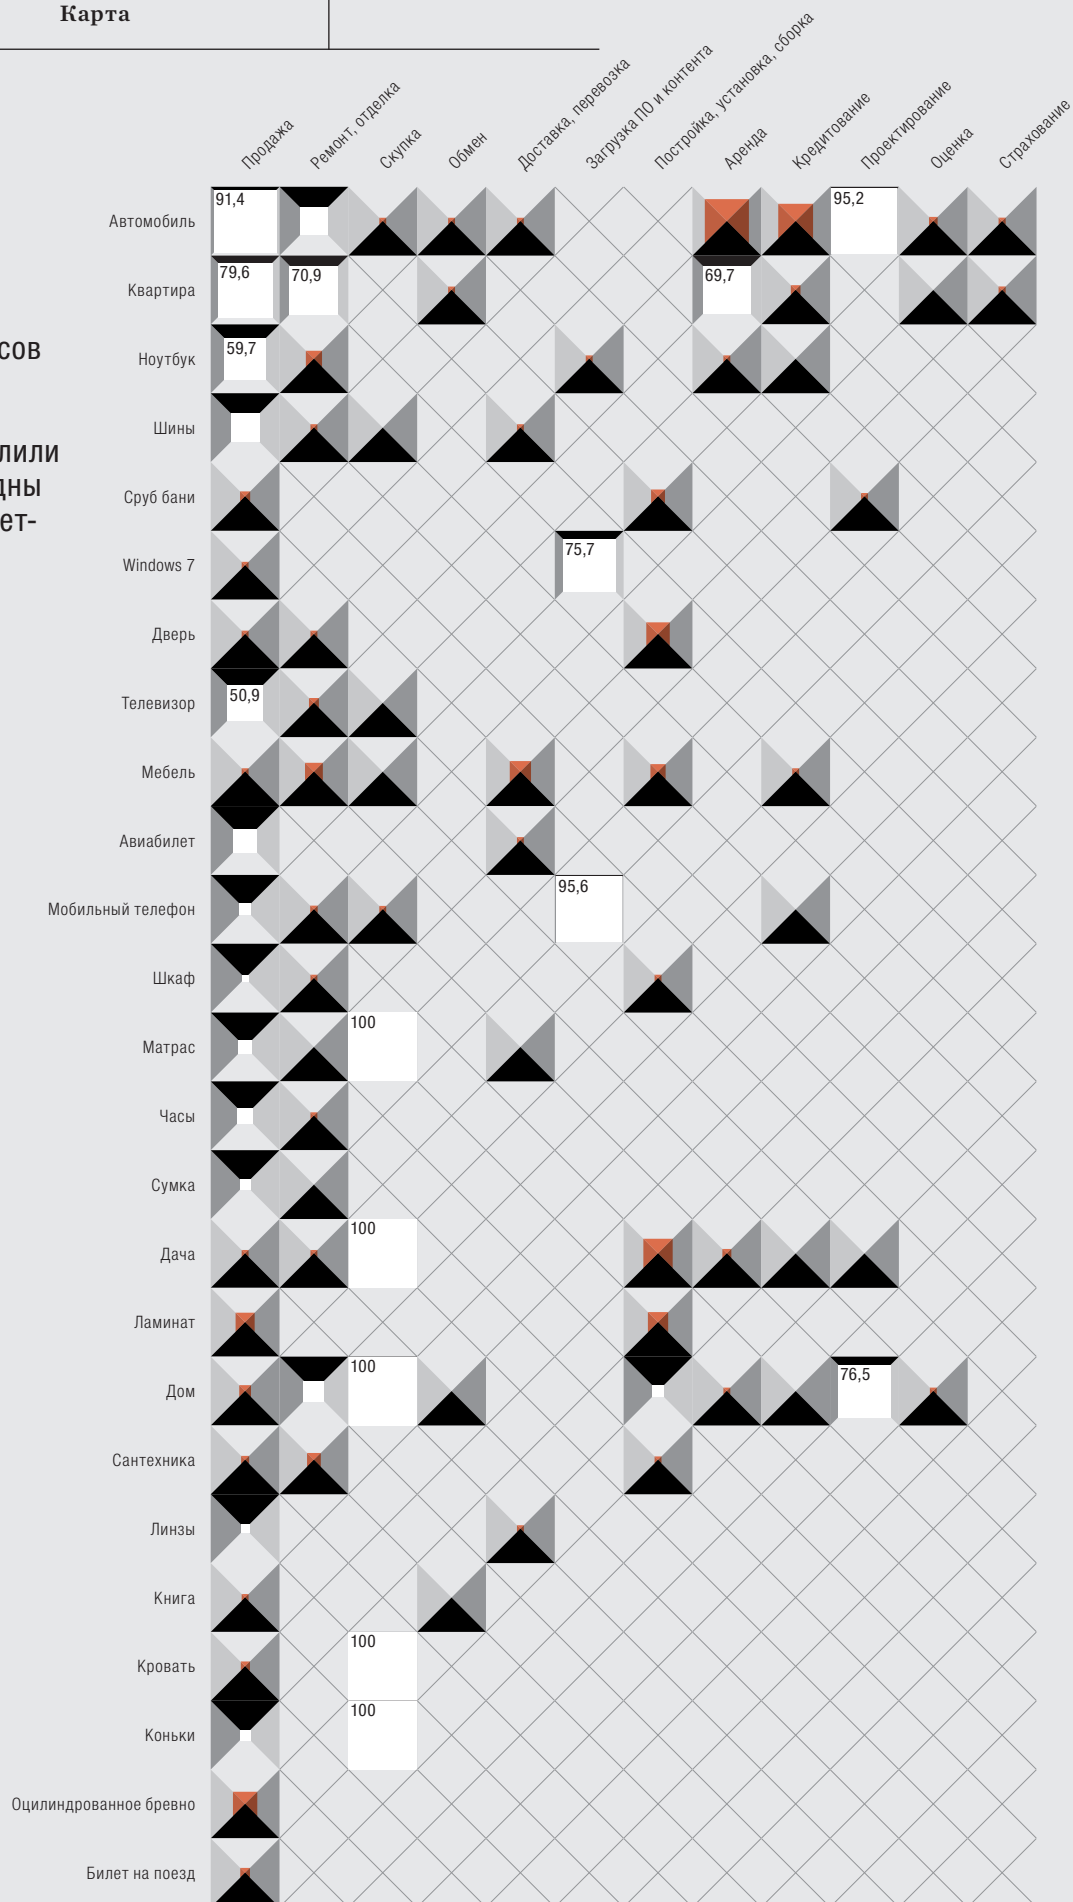 Карта
Продажа
Ремонт, отделка
Скупка
Обмен
Доставка, перевозка
Загрузка ПО и контента
Постройка, установка, сборка
Аренда
Кредитование
Проектирование
Оценка
Страхование
Автомобиль
91,4
95,2
Квартира
79,6
70,9
69,7
сов
Ноутбук
59,7
Шины
лили
дны
Сруб бани
ет-
Windows 7
75,7
Дверь
Телевизор
50,9
Мебель
Авиабилет
Мобильный телефон
95,6
Шкаф
Матрас
100
Часы
Сумка
Дача
100
Ламинат
Дом
100
76,5
Сантехника
Линзы
Книга
Кровать
100
Коньки
100
Оцилиндрованное бревно
Билет на поезд